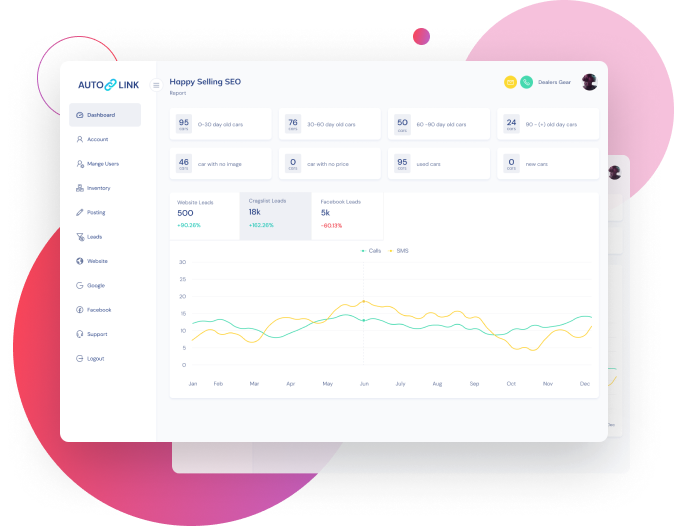 AUTO LINK
Happy Selling SEO
Report
Dealers Gear
Dashboard
Account
Mange Users
Inventory
Posting
Leads
Website
Google
Facebook
Support
Logout
95 cars 0-30 day old cars
76 cars 30-60 day old cars
50 cars 60 -90 day old cars
24 cars 90 - (+) old day cars
46 cars car with no image
0 cars car with no price
95 cars used cars
0 cars new cars
Website Leads
500
+90.26%
Craigslist Leads
18k
+162.26%
Facebook Leads
5k
-60.13%
Calls SMS
30
25
20
15
10
5
0
Jan Feb Mar Apr May Jun July Aug Sep Oct Nov Dec
Dec